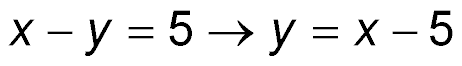 x − y = 5 → y = x − 5